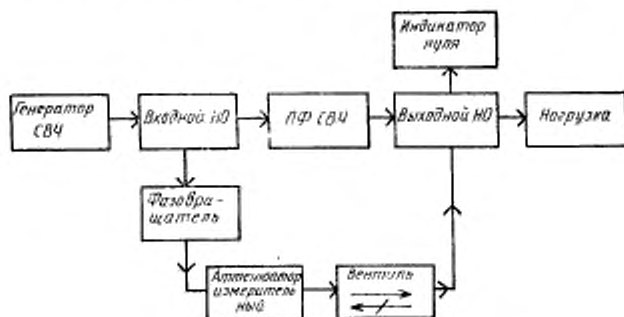 Индикатор
нуля
Генератор
СВЧ
Входной НО
ПФ СВЧ
Выходной НО
Нагрузка
Фазовра-
щатель
Аттенюатор
измеритель
ный
Вентиль